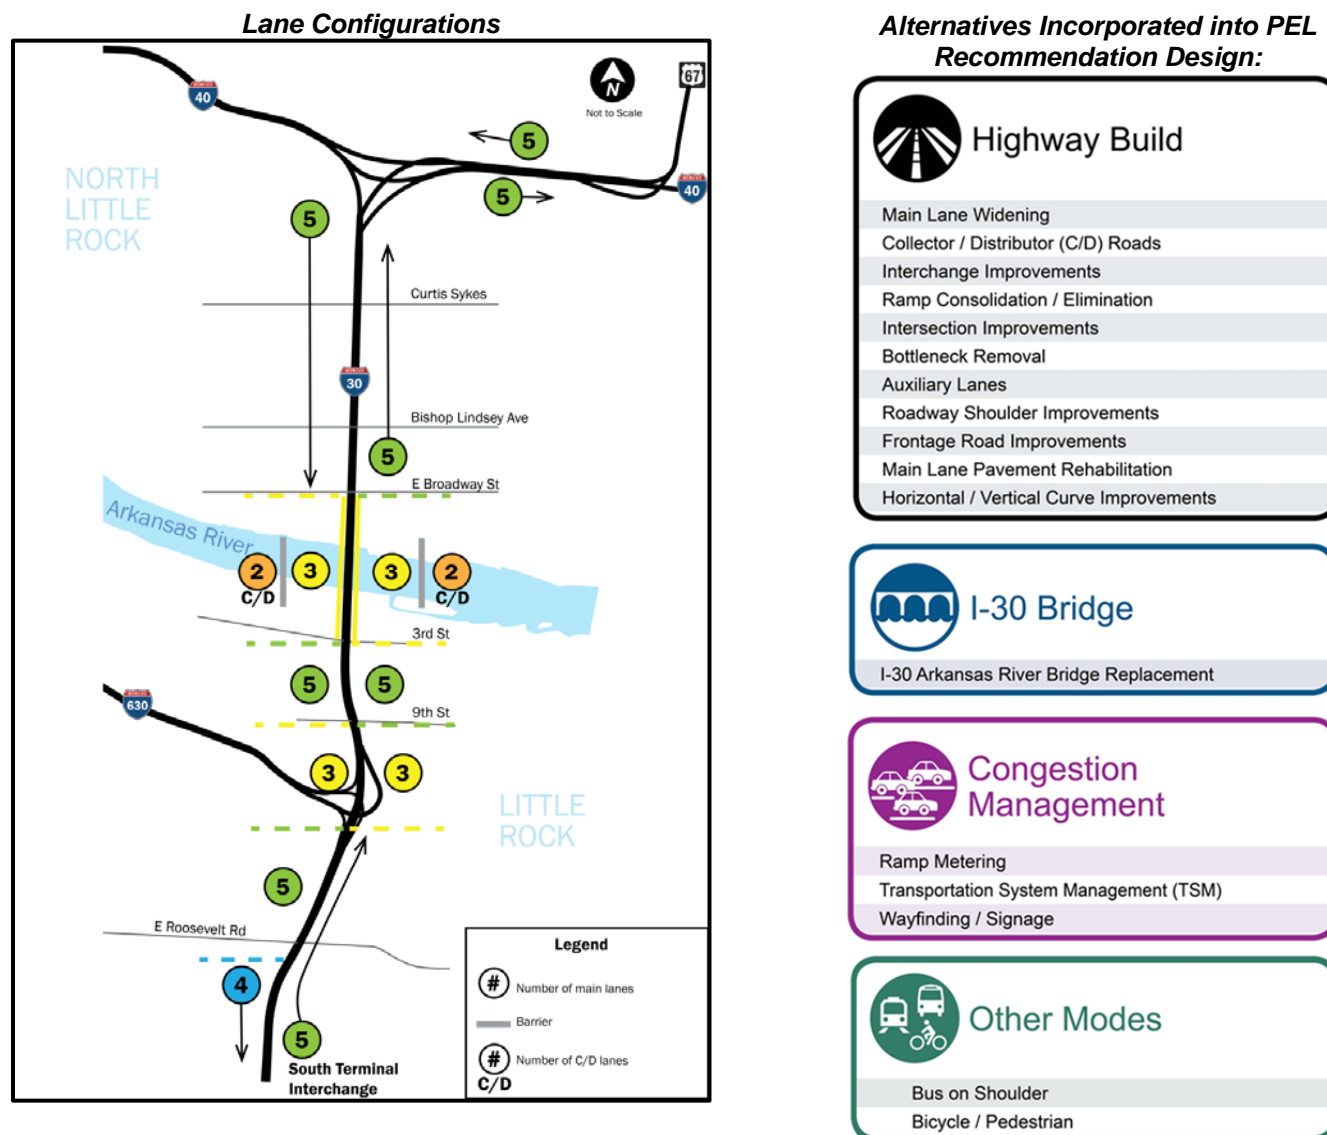 Lane Configurations
40
67
N
Not to Scale
5
5
40
NORTH
LITTLE
ROCK
5
Curtis Sykes
30
Bishop Lindsey Ave
5
E Broadway St
Arkansas River
2
C/D
3
3
2
C/D
3rd St
5
5
630
9th St
3
3
LITTLE
ROCK
5
E Roosevelt Rd
4
5
South Terminal
Interchange
Legend
#
Number of main lanes
Barrier
#
C/D
Number of C/D lanes
Alternatives Incorporated into PEL
Recommendation Design:
Highway Build
Main Lane Widening
Collector / Distributor (C/D) Roads
Interchange Improvements
Ramp Consolidation / Elimination
Intersection Improvements
Bottleneck Removal
Auxiliary Lanes
Roadway Shoulder Improvements
Frontage Road Improvements
Main Lane Pavement Rehabilitation
Horizontal / Vertical Curve Improvements
I-30 Bridge
I-30 Arkansas River Bridge Replacement
Congestion
Management
Ramp Metering
Transportation System Management (TSM)
Wayfinding / Signage
Other Modes
Bus on Shoulder
Bicycle / Pedestrian